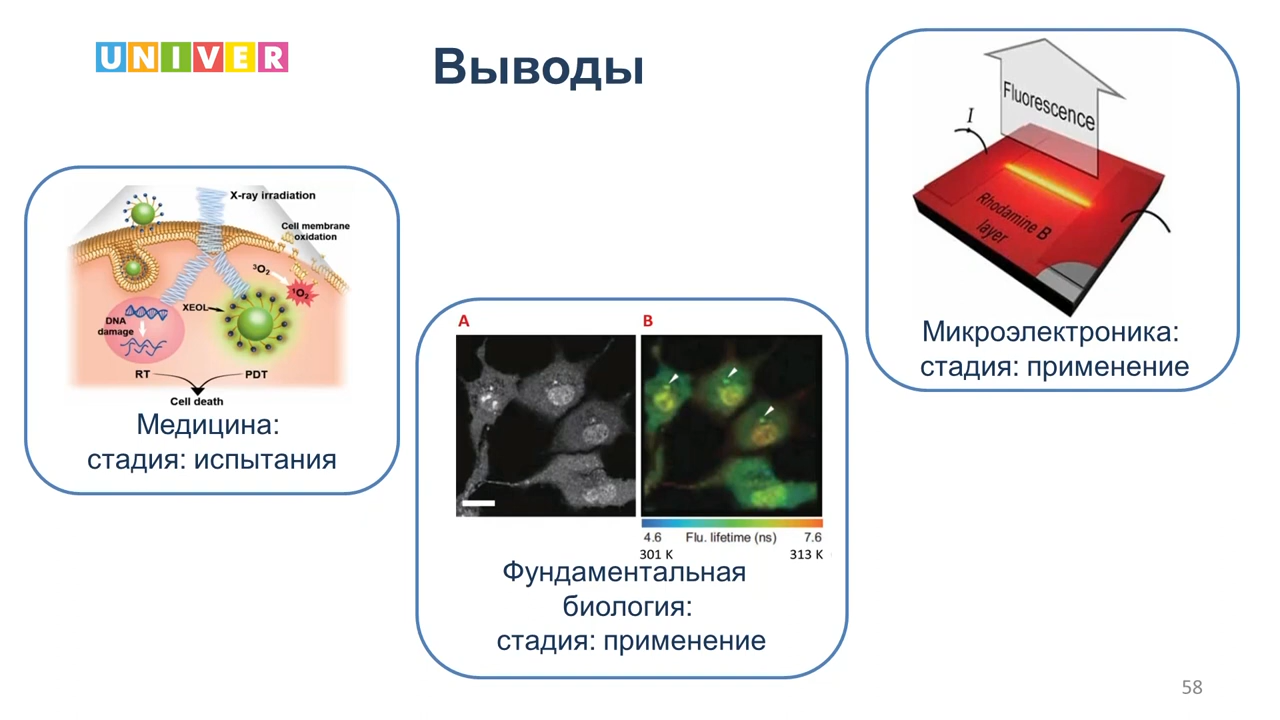 UNIVER
Выводы
Fluorescence
I
Rhodamine B
layer
Микроэлектроника:
стадия: применение
X-ray irradiation
Cell membrane
oxidation
³O₂
¹O₂
XEOL
DNA
damage
RT
PDT
Cell death
Медицина:
стадия: испытания
A
B
4.6 Flu. lifetime (ns) 7.6
301 K 313 K
Фундаментальная
биология:
стадия: применение
58